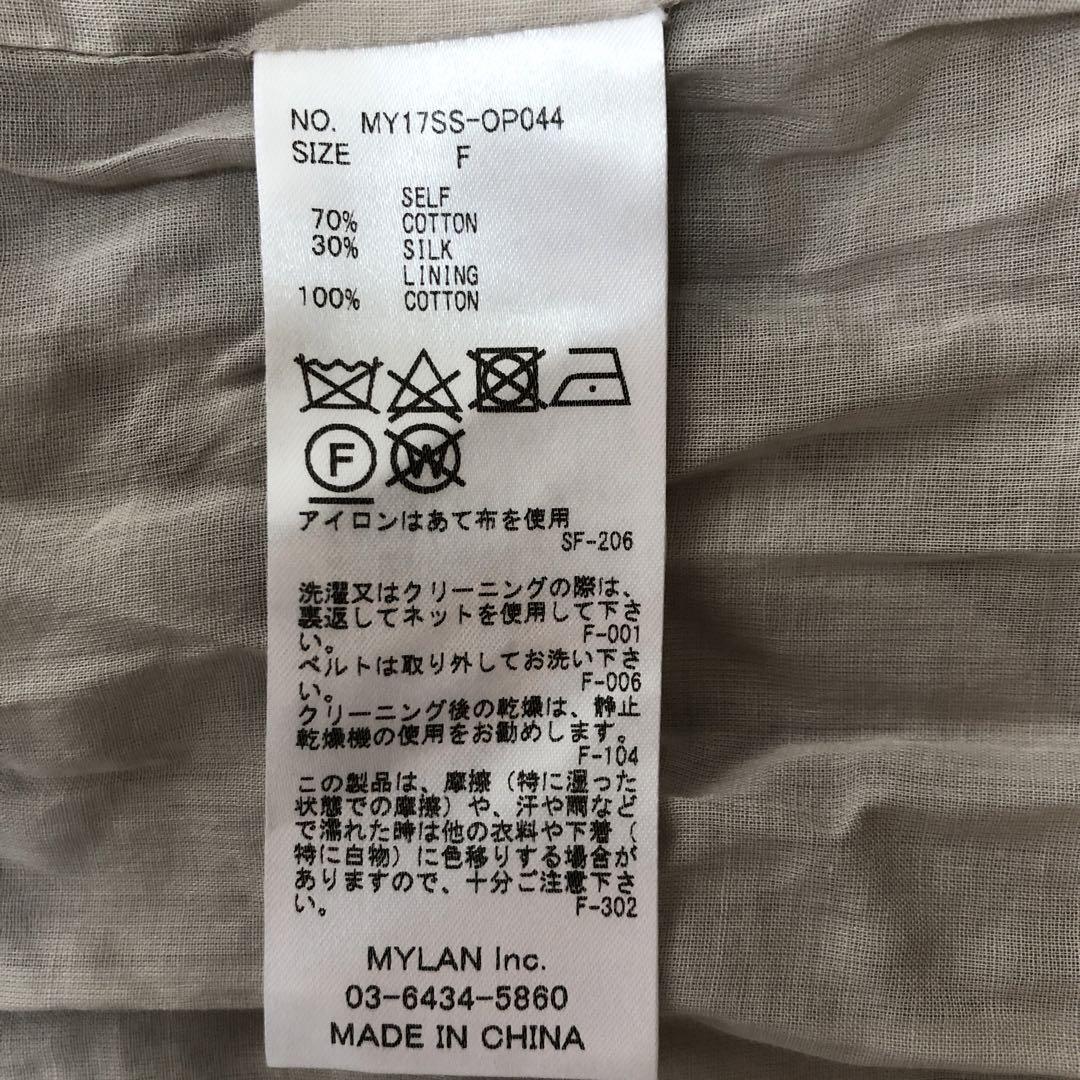 NO. MY17SS-OP044
SIZE F
SELF
70% COTTON
30% SILK
LINING
100% COTTON
F W
アイロンはあて布を使用
SF-206
洗濯又はクリーニングの際は、
裏返してネットを使用して下さ
い。 F-001
ベルトは取り外してお洗い下さ
い。 F-006
クリーニング後の乾燥は、静止
乾燥機の使用をお勧めします。
F-104
この製品は、摩擦（特に湿った
状態での摩擦）や、汗や雨など
で濡れた時は他の衣料や下着（
特に白物）に色移りする場合が
ありますので、十分ご注意下さ
い。 F-302
MYLAN Inc.
03-6434-5860
MADE IN CHINA